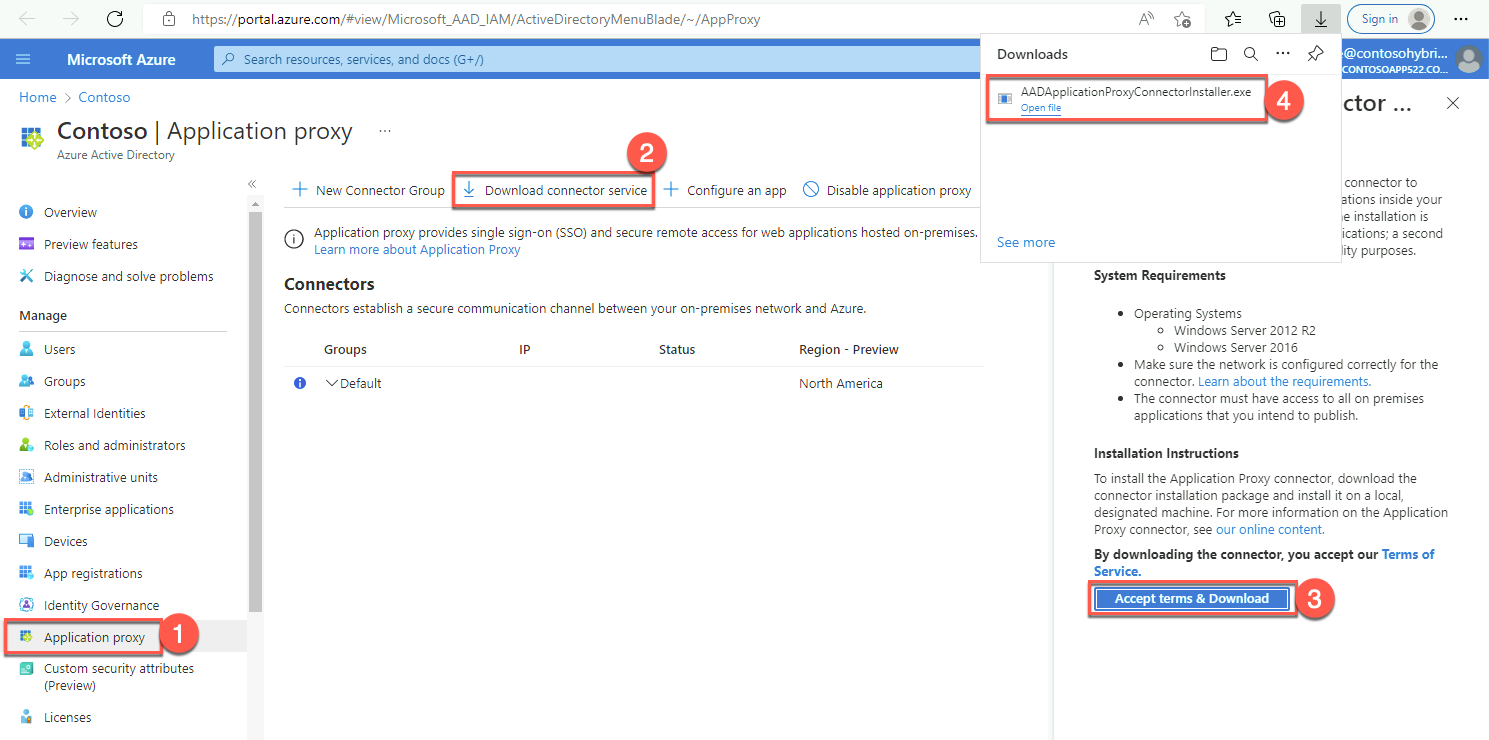 https://portal.azure.com/#view/Microsoft_AAD_IAM/ActiveDirectoryMenuBlade/~/AppProxy
Sign in
Microsoft Azure
Search resources, services, and docs (G+/)
e@contosohybri...
CONTOSOAPP522.CO...
Downloads
AADApplicationProxyConnectorInstaller.exe
Open file
4
See more
Home > Contoso
Contoso | Application proxy ...
Azure Active Directory
Overview
Preview features
Diagnose and solve problems
Manage
Users
Groups
External Identities
Roles and administrators
Administrative units
Enterprise applications
Devices
App registrations
Identity Governance
Application proxy
1
Custom security attributes
(Preview)
Licenses
2
New Connector Group
Download connector service
Configure an app
Disable application proxy
Application proxy provides single sign-on (SSO) and secure remote access for web applications hosted on-premises.
Learn more about Application Proxy
Connectors
Connectors establish a secure communication channel between your on-premises network and Azure.
Groups IP Status Region - Preview
Default North America
ctor ...
connector to
ations inside your
e installation is
ications; a second
ity purposes.
System Requirements
• Operating Systems
Windows Server 2012 R2
Windows Server 2016
• Make sure the network is configured correctly for the
connector. Learn about the requirements.
• The connector must have access to all on premises
applications that you intend to publish.
Installation Instructions
To install the Application Proxy connector, download the
connector installation package and install it on a local,
designated machine. For more information on the Application
Proxy connector, see our online content.
By downloading the connector, you accept our Terms of
Service.
Accept terms & Download
3